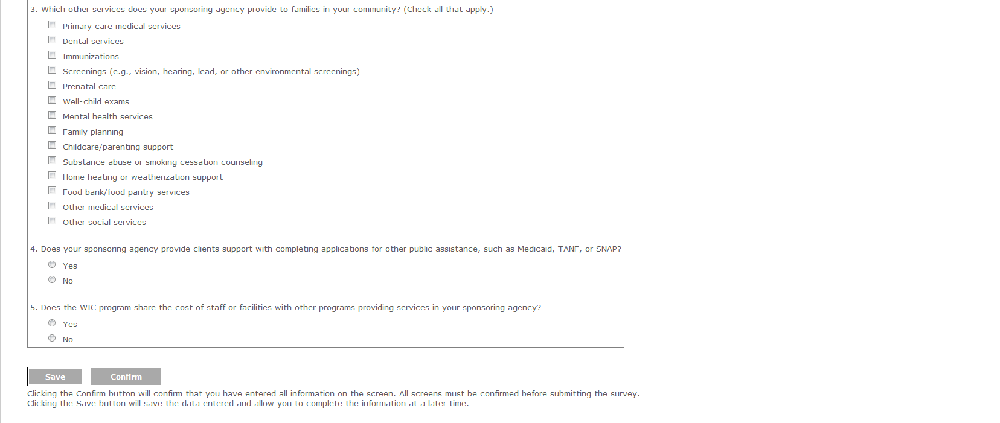 3. Which other services does your sponsoring agency provide to families in your community? (Check all that apply.)
Primary care medical services
Dental services
Immunizations
Screenings (e.g., vision, hearing, lead, or other environmental screenings)
Prenatal care
Well-child exams
Mental health services
Family planning
Childcare/parenting support
Substance abuse or smoking cessation counseling
Home heating or weatherization support
Food bank/food pantry services
Other medical services
Other social services
4. Does your sponsoring agency provide clients support with completing applications for other public assistance, such as Medicaid, TANF, or SNAP?
Yes
No
5. Does the WIC program share the cost of staff or facilities with other programs providing services in your sponsoring agency?
Yes
No
Save Confirm
Clicking the Confirm button will confirm that you have entered all information on the screen. All screens must be confirmed before submitting the survey.
Clicking the Save button will save the data entered and allow you to complete the information at a later time.